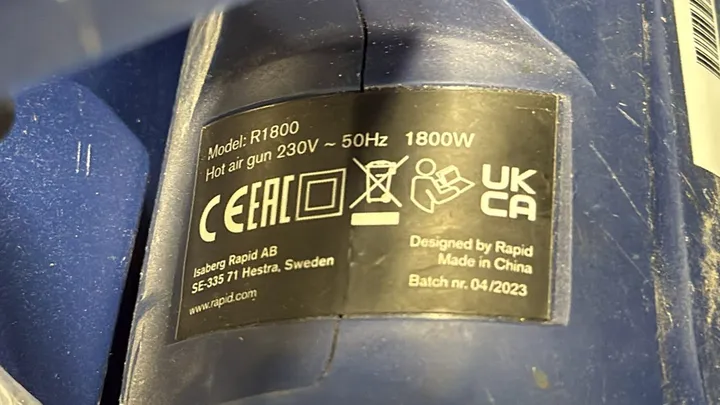 Model: R1800
Hot air gun 230V ~ 50Hz 1800W
CE EAC UK
CA
Isaberg Rapid AB
SE-335 71 Hestra, Sweden
www.rapid.com
Designed by Rapid
Made in China
Batch nr. 04/2023